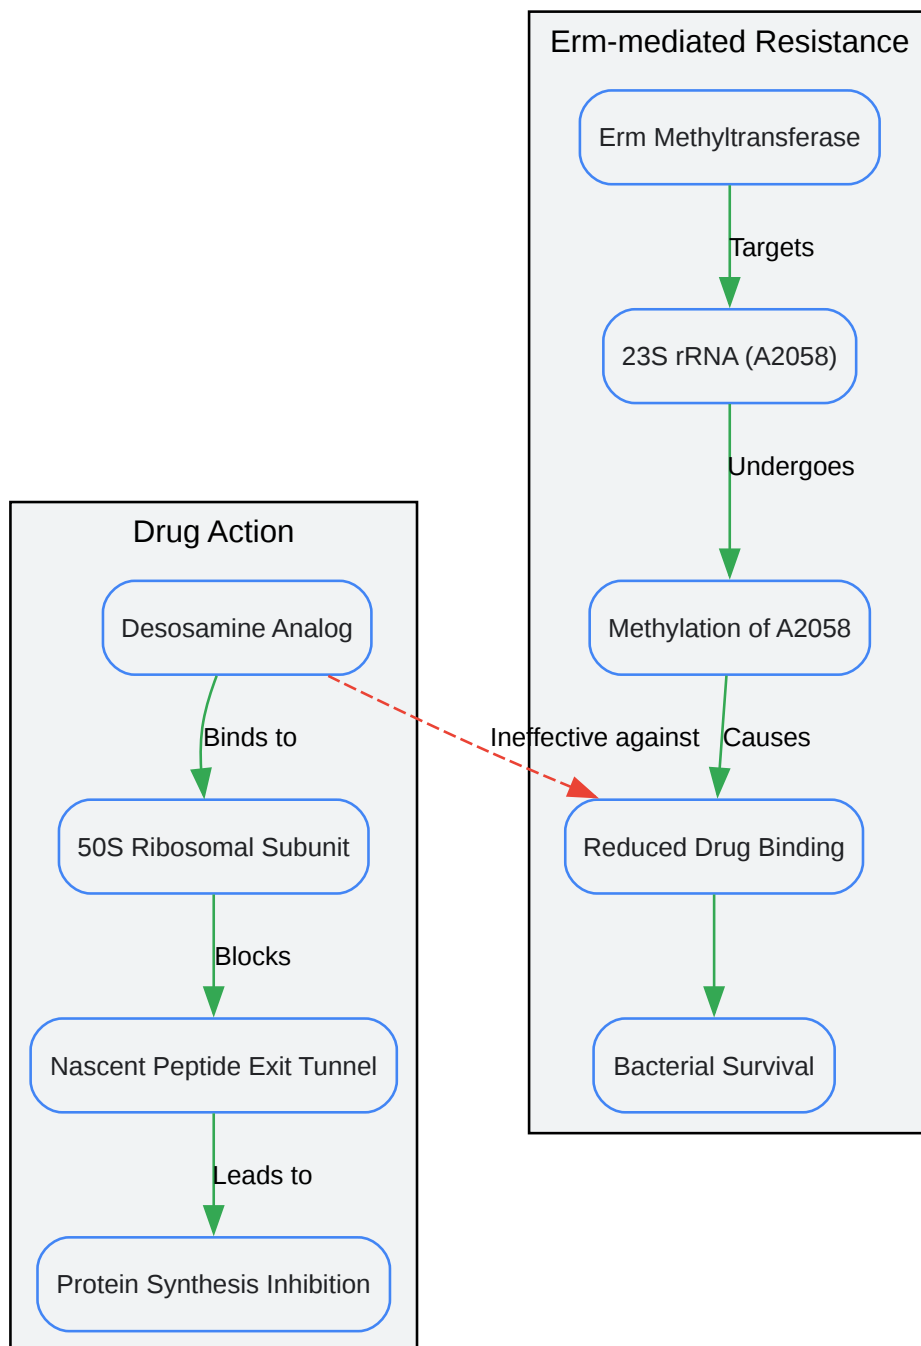 Erm-mediated Resistance
Erm Methyltransferase
Targets
23S rRNA (A2058)
Undergoes
Methylation of A2058
Causes
Reduced Drug Binding
Bacterial Survival
Drug Action
Desosamine Analog
Binds to
Ineffective against
50S Ribosomal Subunit
Blocks
Nascent Peptide Exit Tunnel
Leads to
Protein Synthesis Inhibition